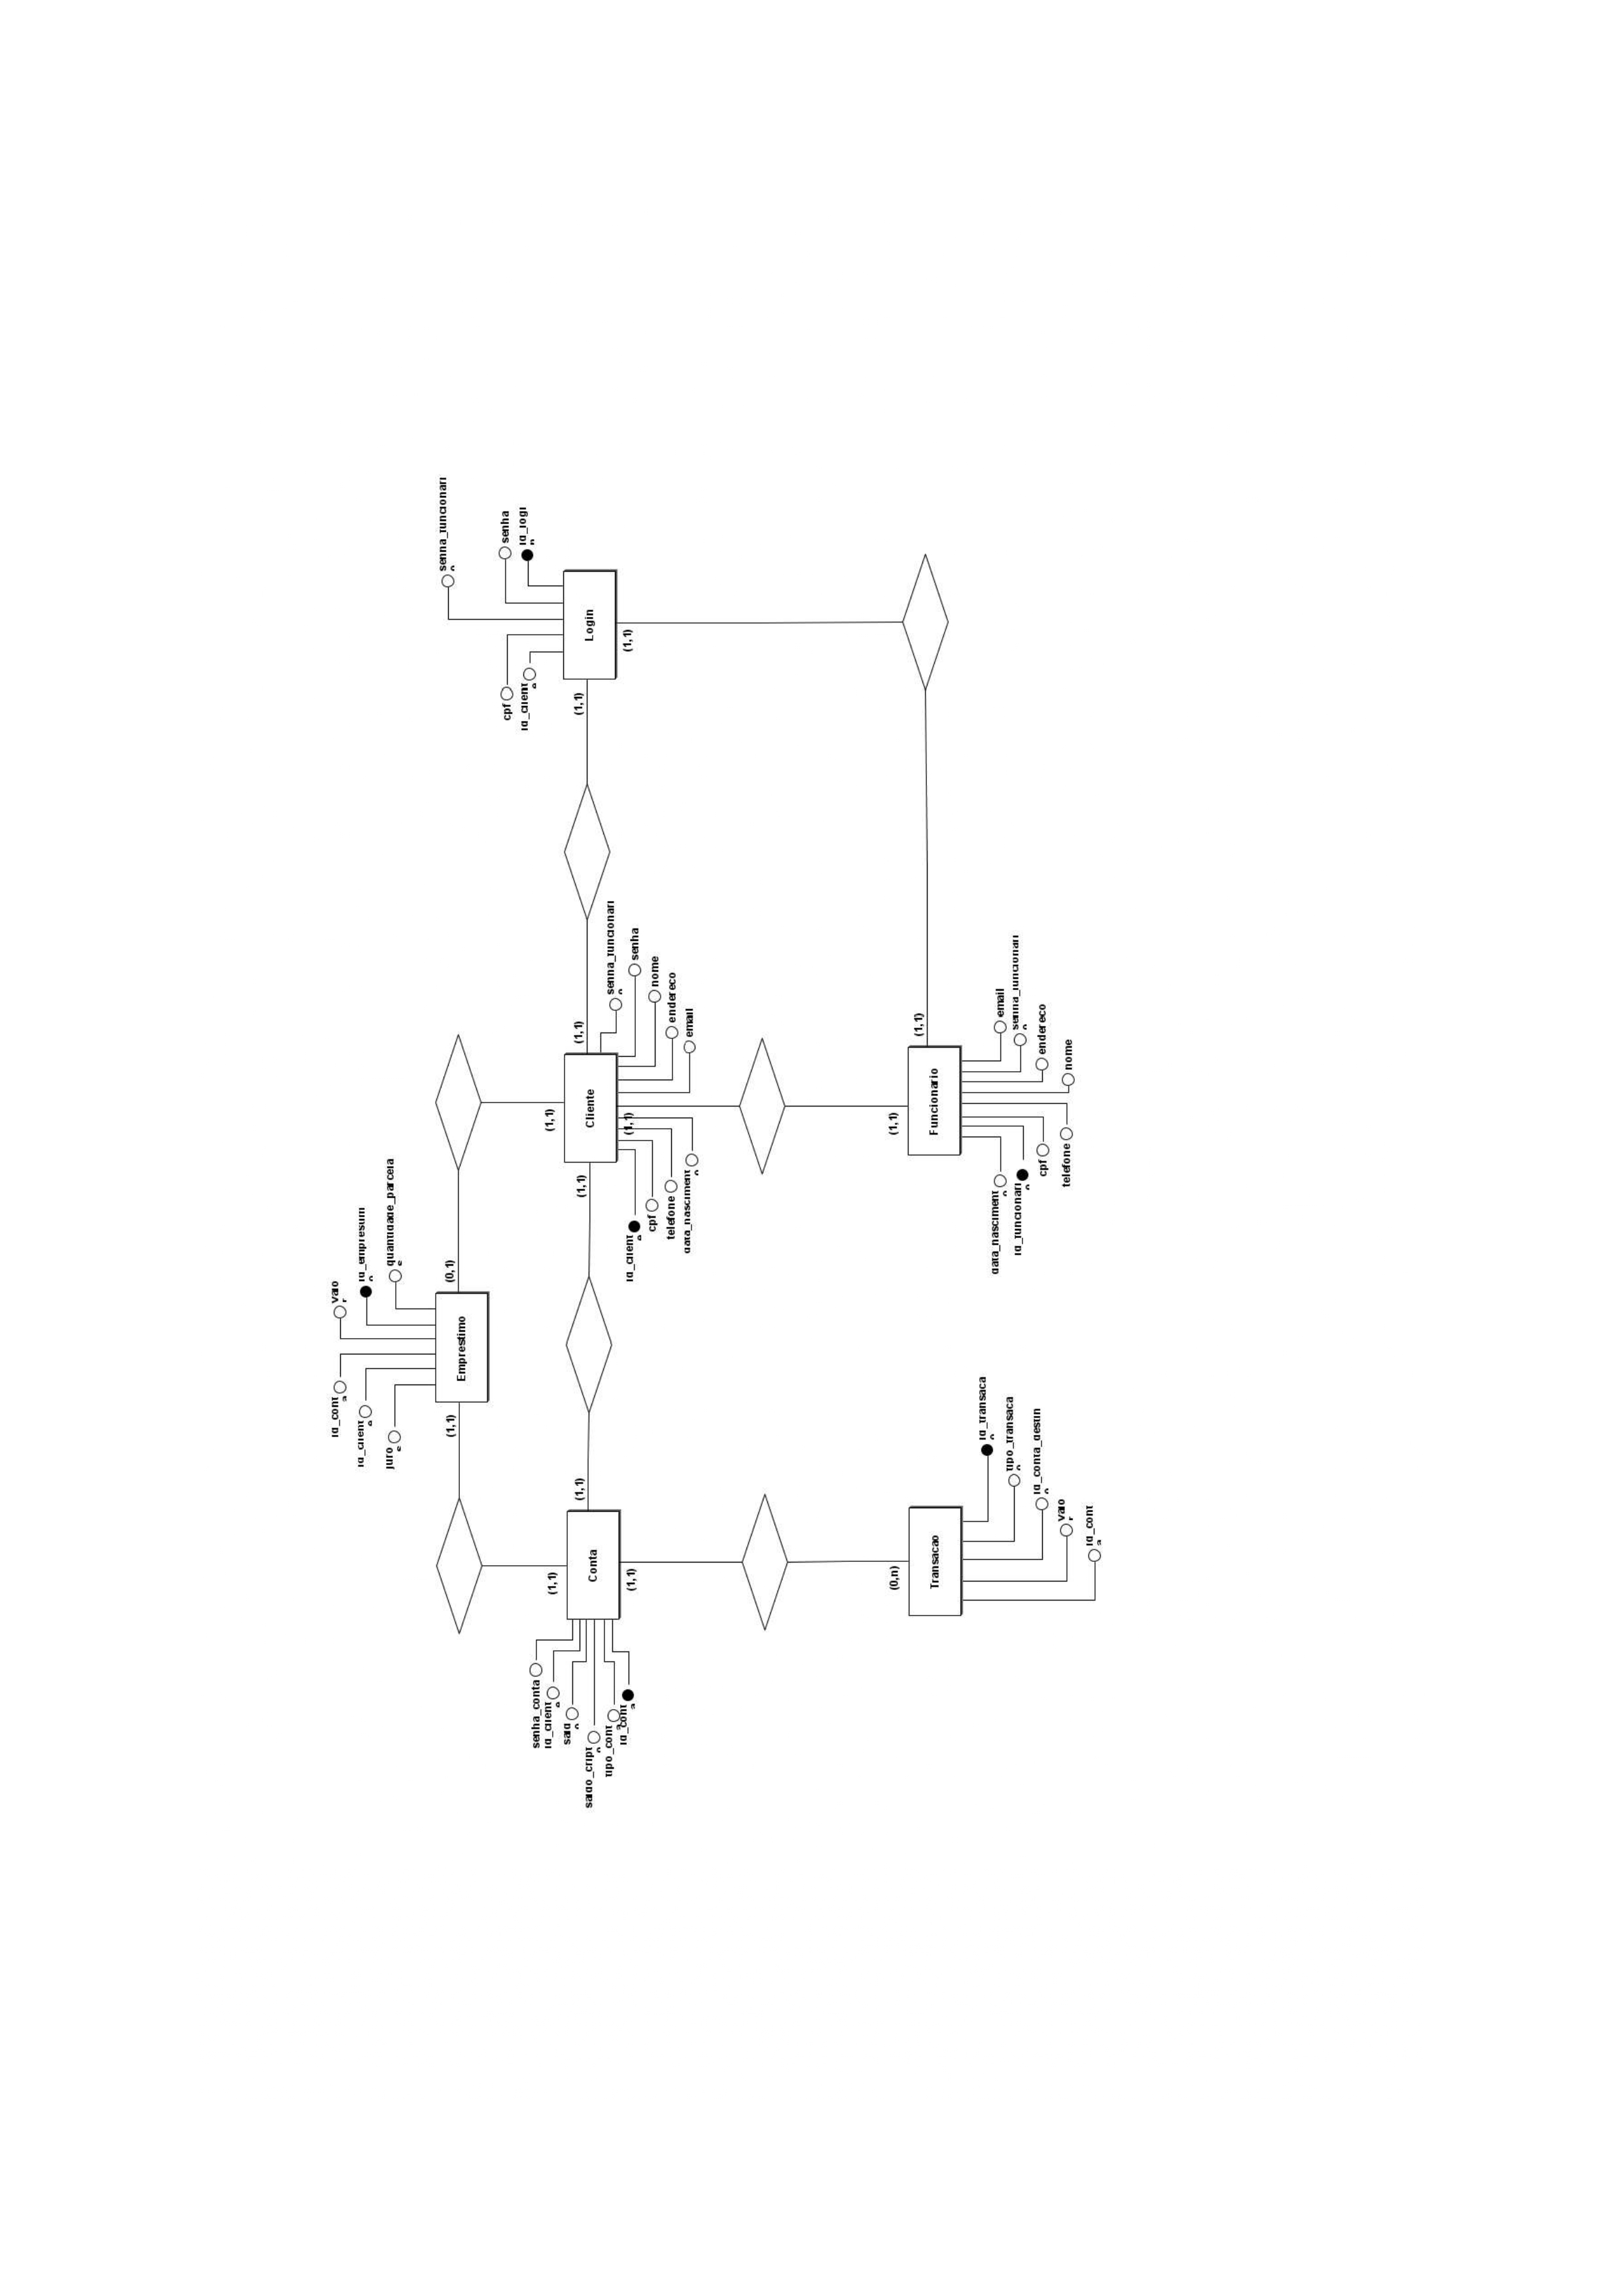 senha_funcionario
senha
id_login
cpf
id_cliente
Login
(1,1)
(1,1)
(1,1)
senha_funcionario
senha
nome
endereco
email
Cliente
(1,1)
(1,1)
(1,1)
id_cliente
cpf
telefone
data_nascimento
(1,1)
(1,1)
email
senha_funcionario
endereco
nome
Funcionario
data_nascimento
id_funcionario
cpf
telefone
valor
id_emprestimo
quantidade_parcelas
(0,1)
Emprestimo
id_conta
id_cliente
juros
(1,1)
(1,1)
(1,1)
Conta
(1,1)
senha_conta
id_cliente
saldo
saldo_cripto
tipo_conta
id_conta
(0,n)
Transacao
id_transacao
tipo_transacao
id_conta_destino
valor
id_conta